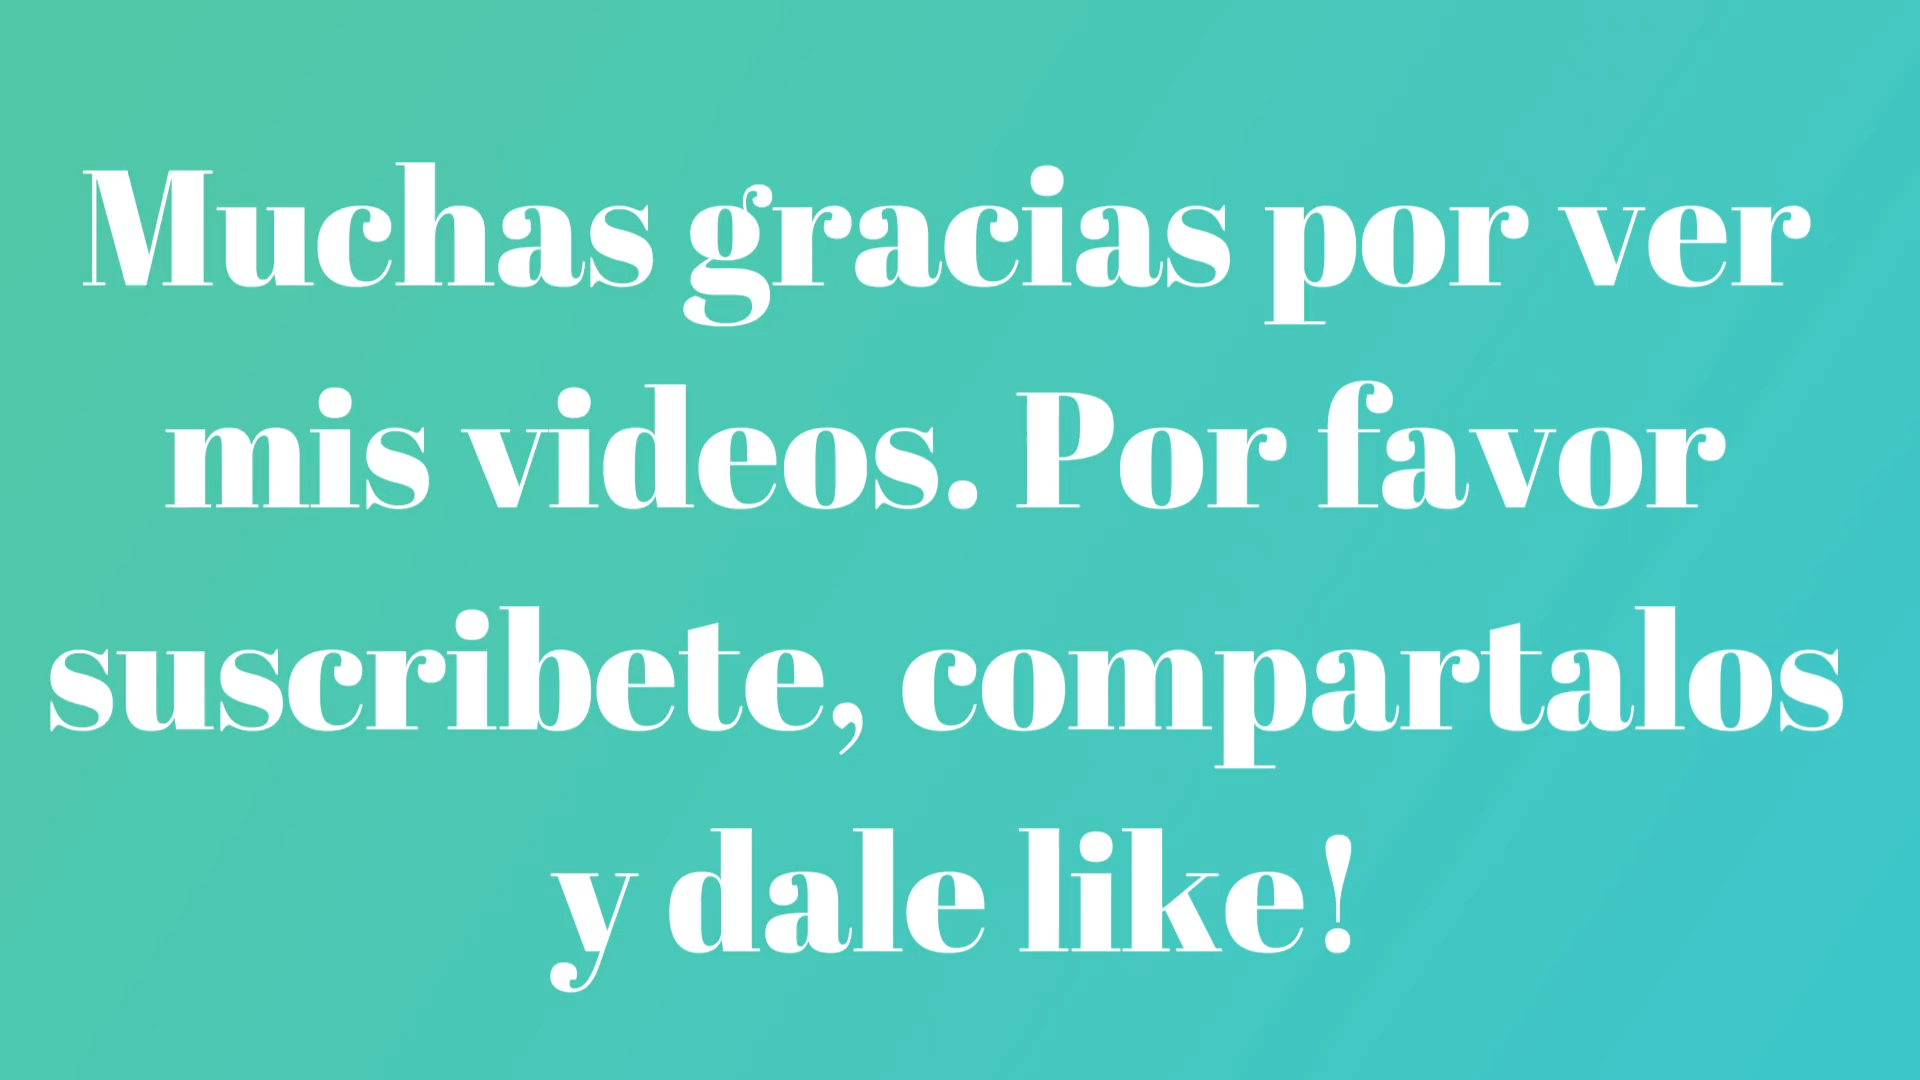 Muchas gracias por ver
mis videos. Por favor
suscribete, compartalos
y dale like!